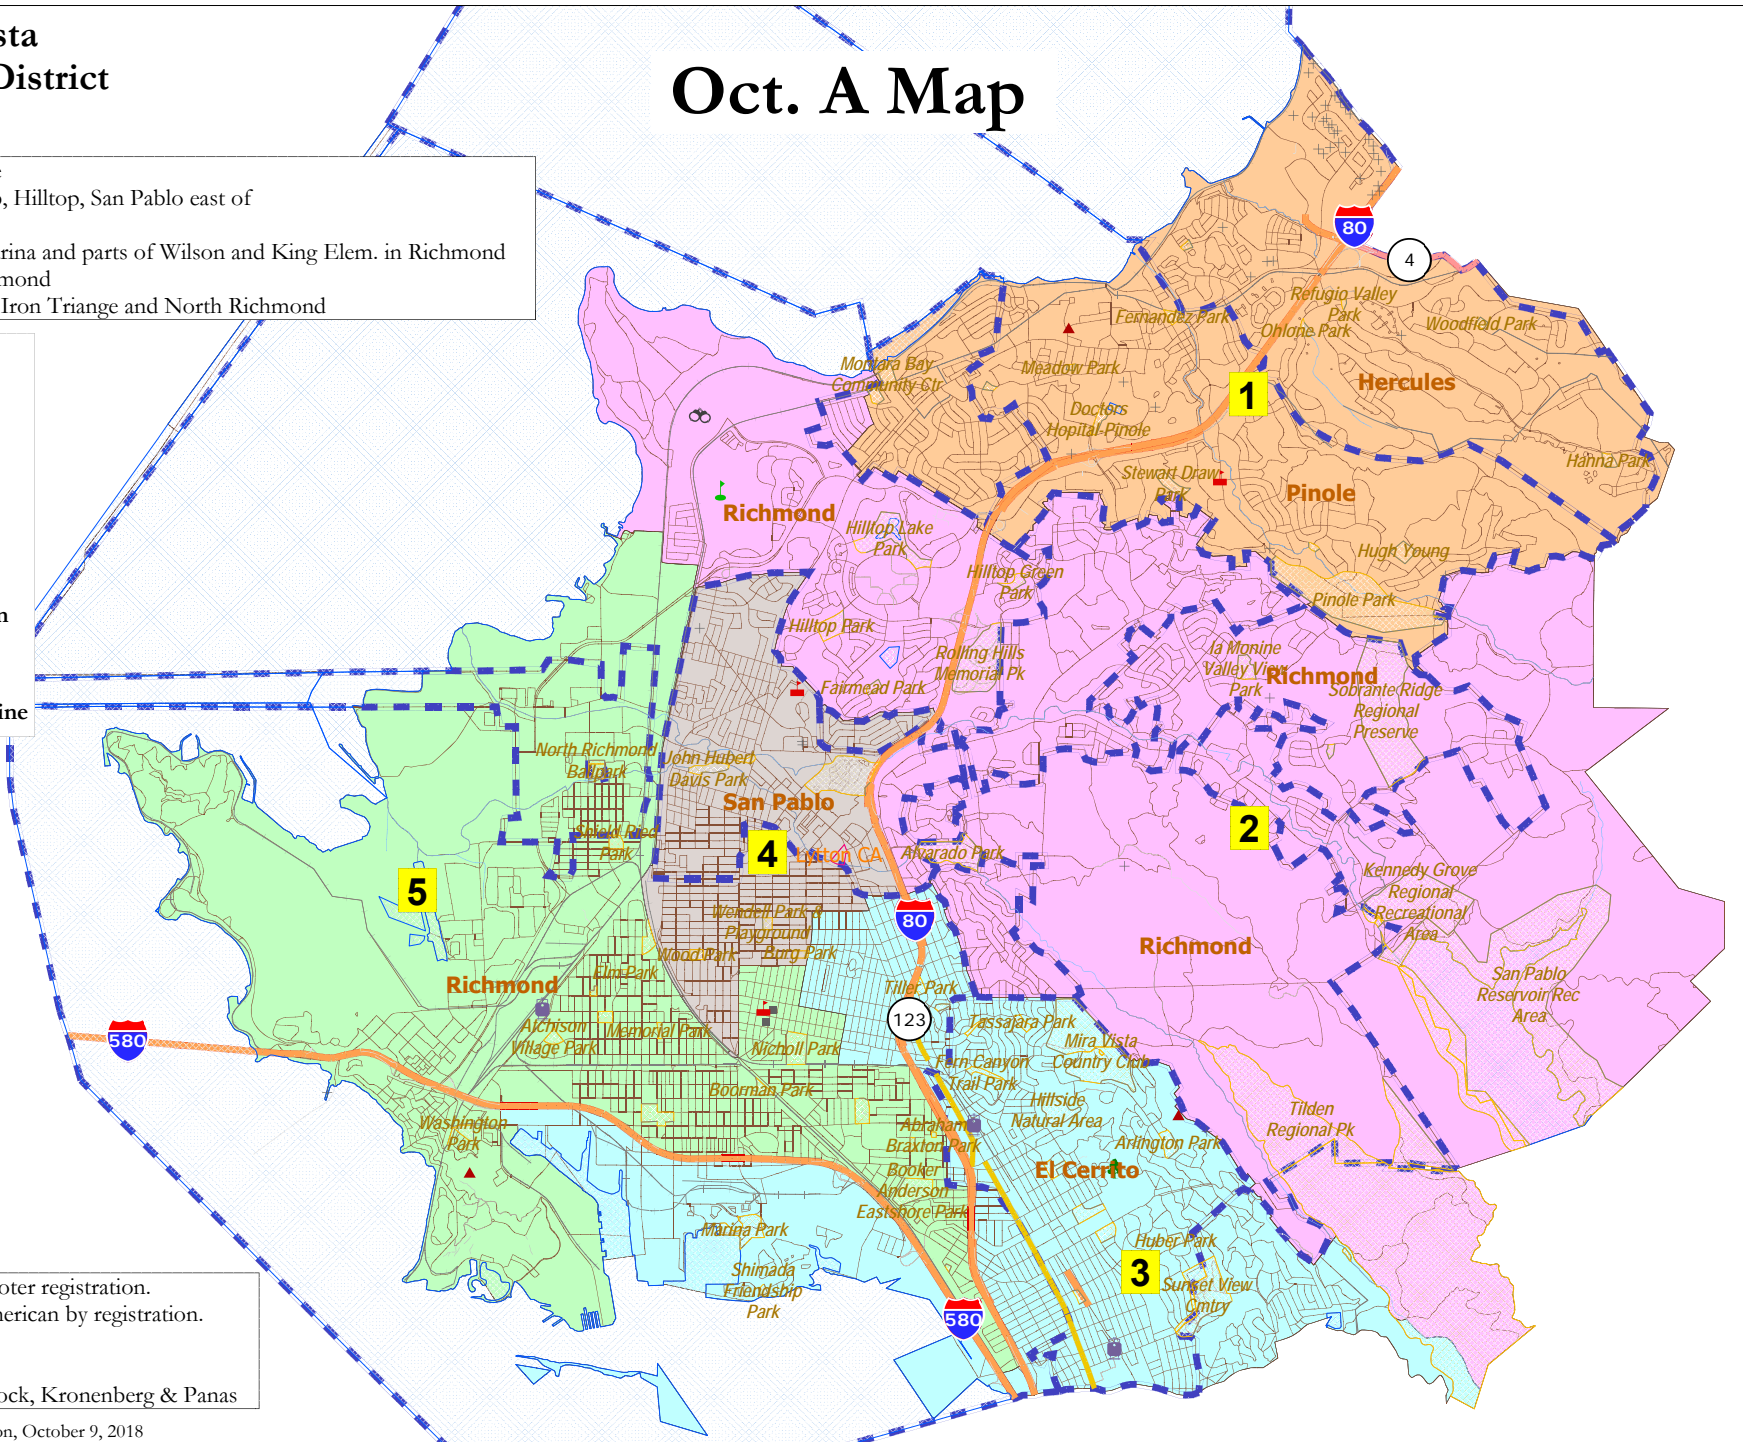 sta
District
Oct. A Map
e
o, Hilltop, San Pablo east of
rina and parts of Wilson and King Elem. in Richmond
mond
Iron Triange and North Richmond
80
4
Refugio Valley
Park
Fernandez Park
Ohlone Park
Woodfield Park
Montara Bay
Community Ctr
Meadow Park
Hercules
1
Doctors
Hopital-Pinole
Hanna Park
Stewart Draw
Park
Pinole
Richmond
Hilltop Lake
Park
Hugh Young
Hilltop Green
Park
Pinole Park
n
Hilltop Park
Rolling Hills
Memorial Pk
la Monine
Valley View
Park
Richmond
Fairmead Park
Sobrante Ridge
Regional
Preserve
ine
North Richmond
Ballpark
John Hubert
Davis Park
San Pablo
2
Shield Ried
Park
4
Lytton CA
Alvarado Park
5
Kennedy Grove
Regional
Recreational
Area
80
Wendell Park &
Playground
Richmond
Wood Park
Burg Park
Elm Park
Richmond
San Pablo
Reservoir Rec
Area
Tiller Park
123
Tassajara Park
Atchison
Village Park
Memorial Park
Nicholl Park
Mira Vista
Country Club
580
Fern Canyon
Trail Park
Boorman Park
Hillside
Natural Area
Tilden
Regional Pk
Washington
Park
Abraham
Braxton Park
Arlington Park
El Cerrito
Booker
Anderson
Eastshore Park
Marina Park
Huber Park
3
Shimada
Friendship
Park
Sunset View
Cmtry
580
oter registration.
merican by registration.
ock, Kronenberg & Panas
on, October 9, 2018